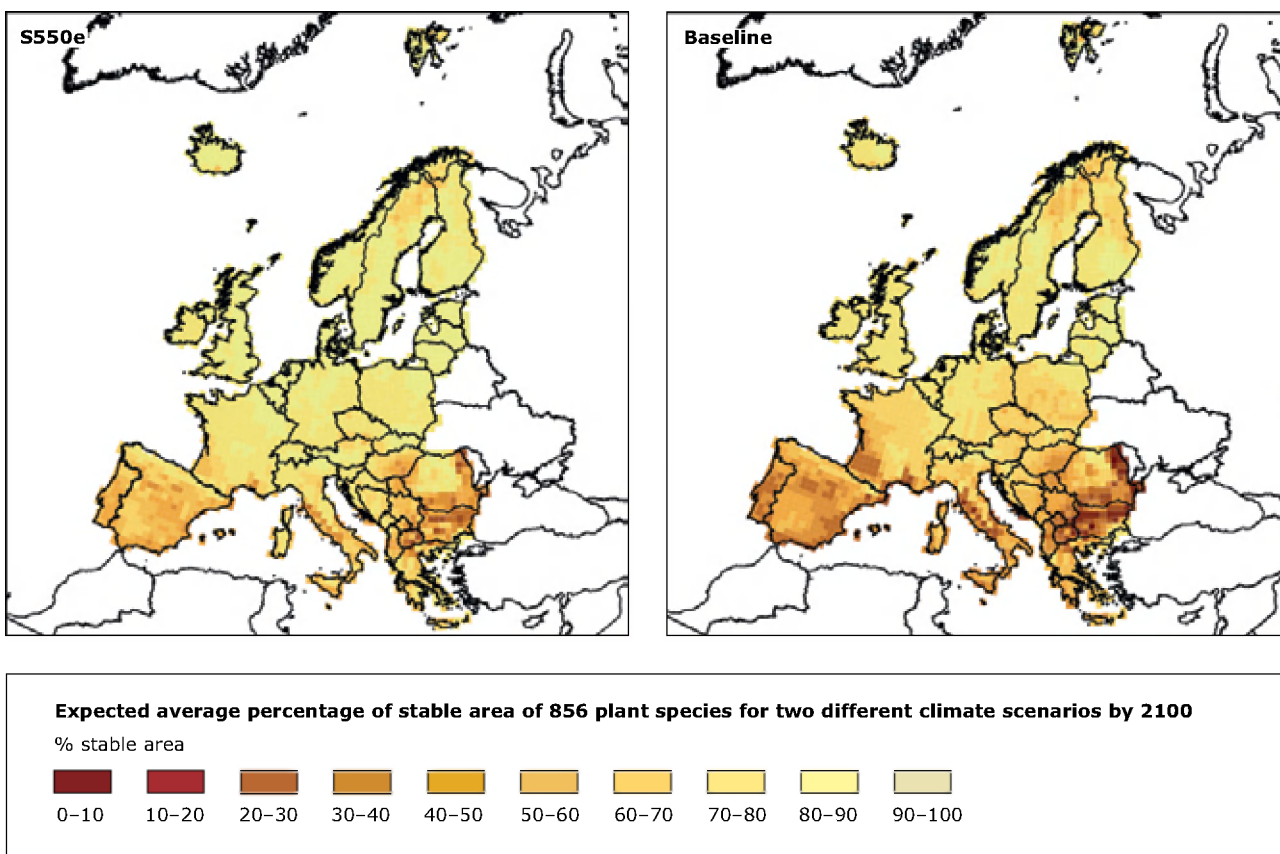 S550e
Baseline
Expected average percentage of stable area of 856 plant species for two different climate scenarios by 2100
% stable area
0–10 10–20 20–30 30–40 40–50 50–60 60–70 70–80 80–90 90–100